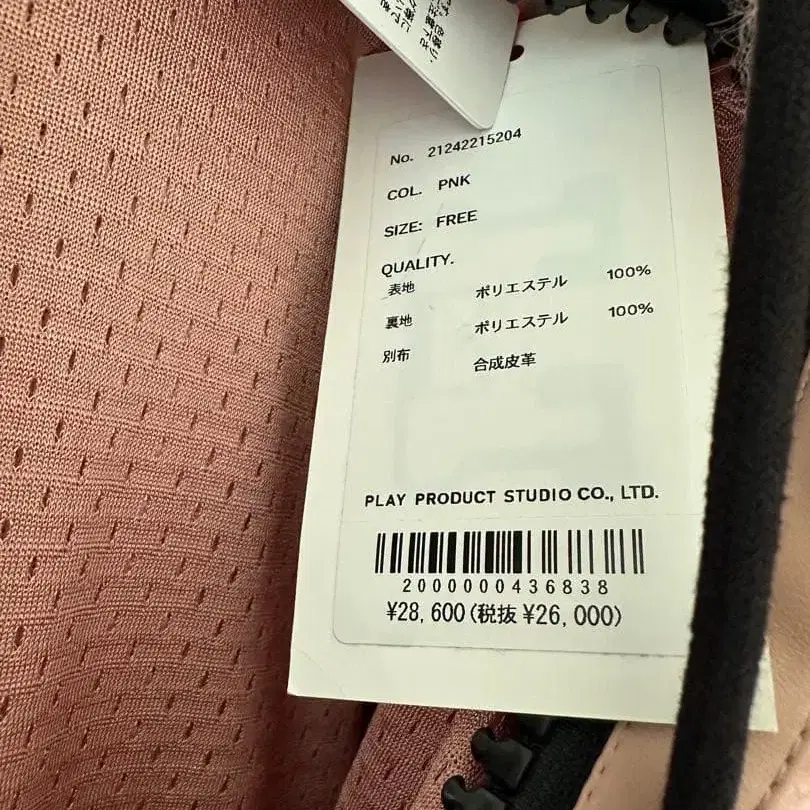 No. 21242215204
COL. PNK
SIZE: FREE
QUALITY.
表地 ポリエステル 100%
裏地 ポリエステル 100%
別布 合成皮革
PLAY PRODUCT STUDIO CO., LTD.
2000000436838
¥28,600(税抜 ¥26,000)